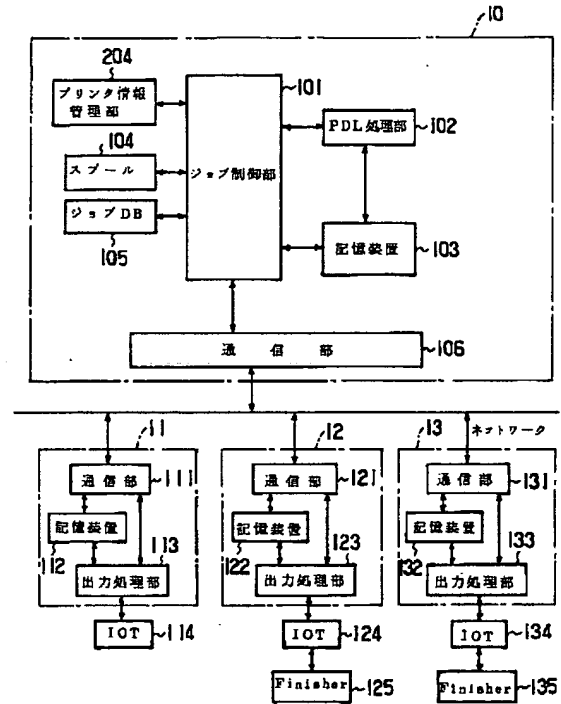 10
204
プリンタ情報
管理部
101
ジョブ制御部
PDL処理部
102
104
スプール
ジョブDB
105
記憶装置
103
通信部
106
ネットワーク
11
通信部
111
記憶装置
112
113
出力処理部
IOT
114
12
通信部
121
記憶装置
122
123
出力処理部
IOT
124
Finisher
125
13
通信部
131
記憶装置
132
133
出力処理部
IOT
134
Finisher
135